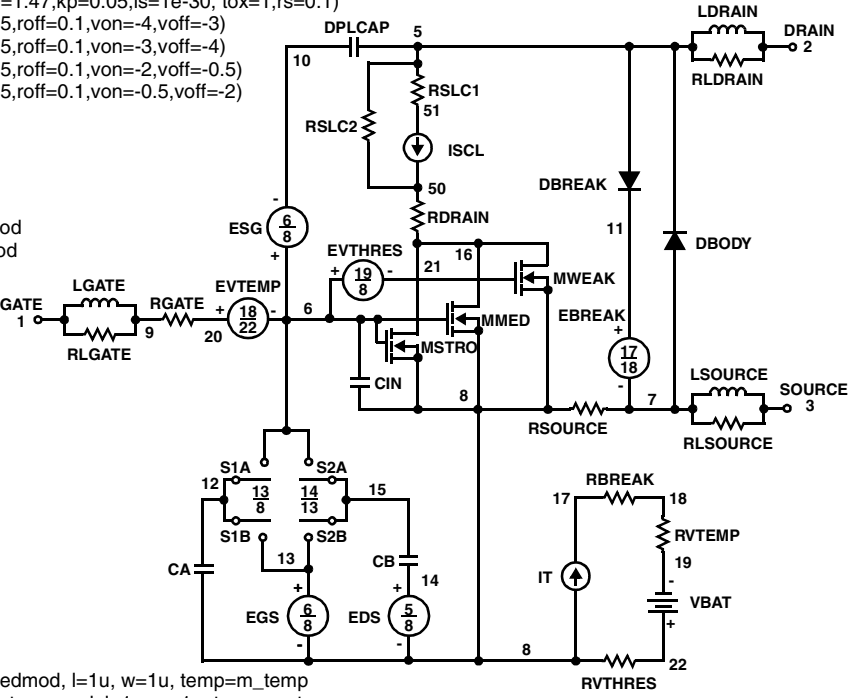 =1.47,kp=0.05,is=1e-30, tox=1,rs=0.1)
5,roff=0.1,von=-4,voff=-3)
5,roff=0.1,von=-3,voff=-4)
5,roff=0.1,von=-2,voff=-0.5)
5,roff=0.1,von=-0.5,voff=-2)
od
od
LDRAIN
DPLCAP
5
DRAIN
2
10
RLDRAIN
RSLC1
51
RSLC2
ISCL
50
DBREAK
RDRAIN
-
ESG
6
8
+
11
DBODY
EVTHRES
+
19
8
-
21
16
MWEAK
LGATE
EVTEMP
GATE
1
RGATE
+
18
22
-
6
EBREAK
+
9
20
MMED
RLGATE
MSTRO
17
18
-
CIN
LSOURCE
8
7
SOURCE
3
RSOURCE
RLSOURCE
S1A
S2A
12
13
8
14
13
15
RBREAK
17
18
S1B
S2B
RVTEMP
13
CB
CA
19
IT
-
+
+
14
VBAT
EGS
6
8
EDS
5
8
+
-
-
8
22
RVTHRES
edmod, l=1u, w=1u, temp=m_temp